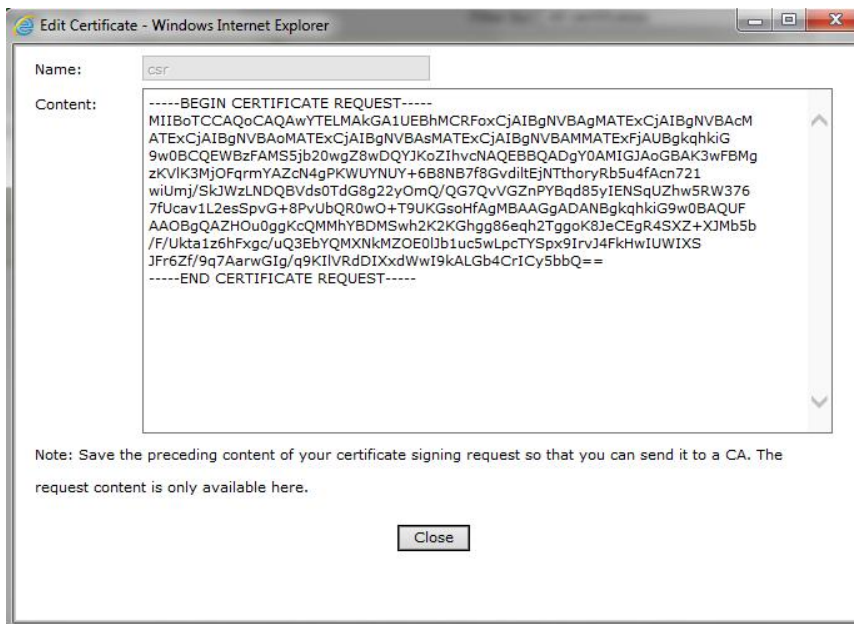 Edit Certificate - Windows Internet Explorer
Name:
csr
Content:
-----BEGIN CERTIFICATE REQUEST-----
MIIBoTCCAQoCAQAwYTELMAkGA1UEBhMCRFoxCjAIBgNVBAgMATExCjAIBgNVBAcM
ATExCjAIBgNVBAoMATExCjAIBgNVBAsMATExCjAIBgNVBAMMATExFjAUBgkqhkiG
9w0BCQEWBzFAMS5jb20wgZ8wDQYJKoZIhvcNAQEBBQADgY0AMIGJAoGBAK3wFBMg
zKVlK3MjOFqrmYAZcN4gPKWUYNUY+6B8NB7f8GvdiltEjNTthoryRb5u4fAcn721
wiUmj/SkJWzLNDQBVds0TdG8g22yOmQ/QG7QvVGZnPYBqd85yIENSqUZhw5RW376
7fUcav1L2esSpvG+8PvUbQR0wO+T9UKGsoHfAgMBAAGgADANBgkqhkiG9w0BAQUF
AAOBgQAZHOu0ggKcQMMhYBDMSwh2K2KGhgg86eqh2TggoK8JeCEgR4SXZ+XJMb5b
/F/Ukta1z6hFxgc/uQ3EbYQMXNkMZOE0lJb1uc5wLpcTYSpx9IrvJ4FkHwIUWIXS
JFr6Zf/9q7AarwGIg/q9KIlVRdDIXxdWwI9kALGb4CrICy5bbQ==
-----END CERTIFICATE REQUEST-----
Note: Save the preceding content of your certificate signing request so that you can send it to a CA. The
request content is only available here.
Close